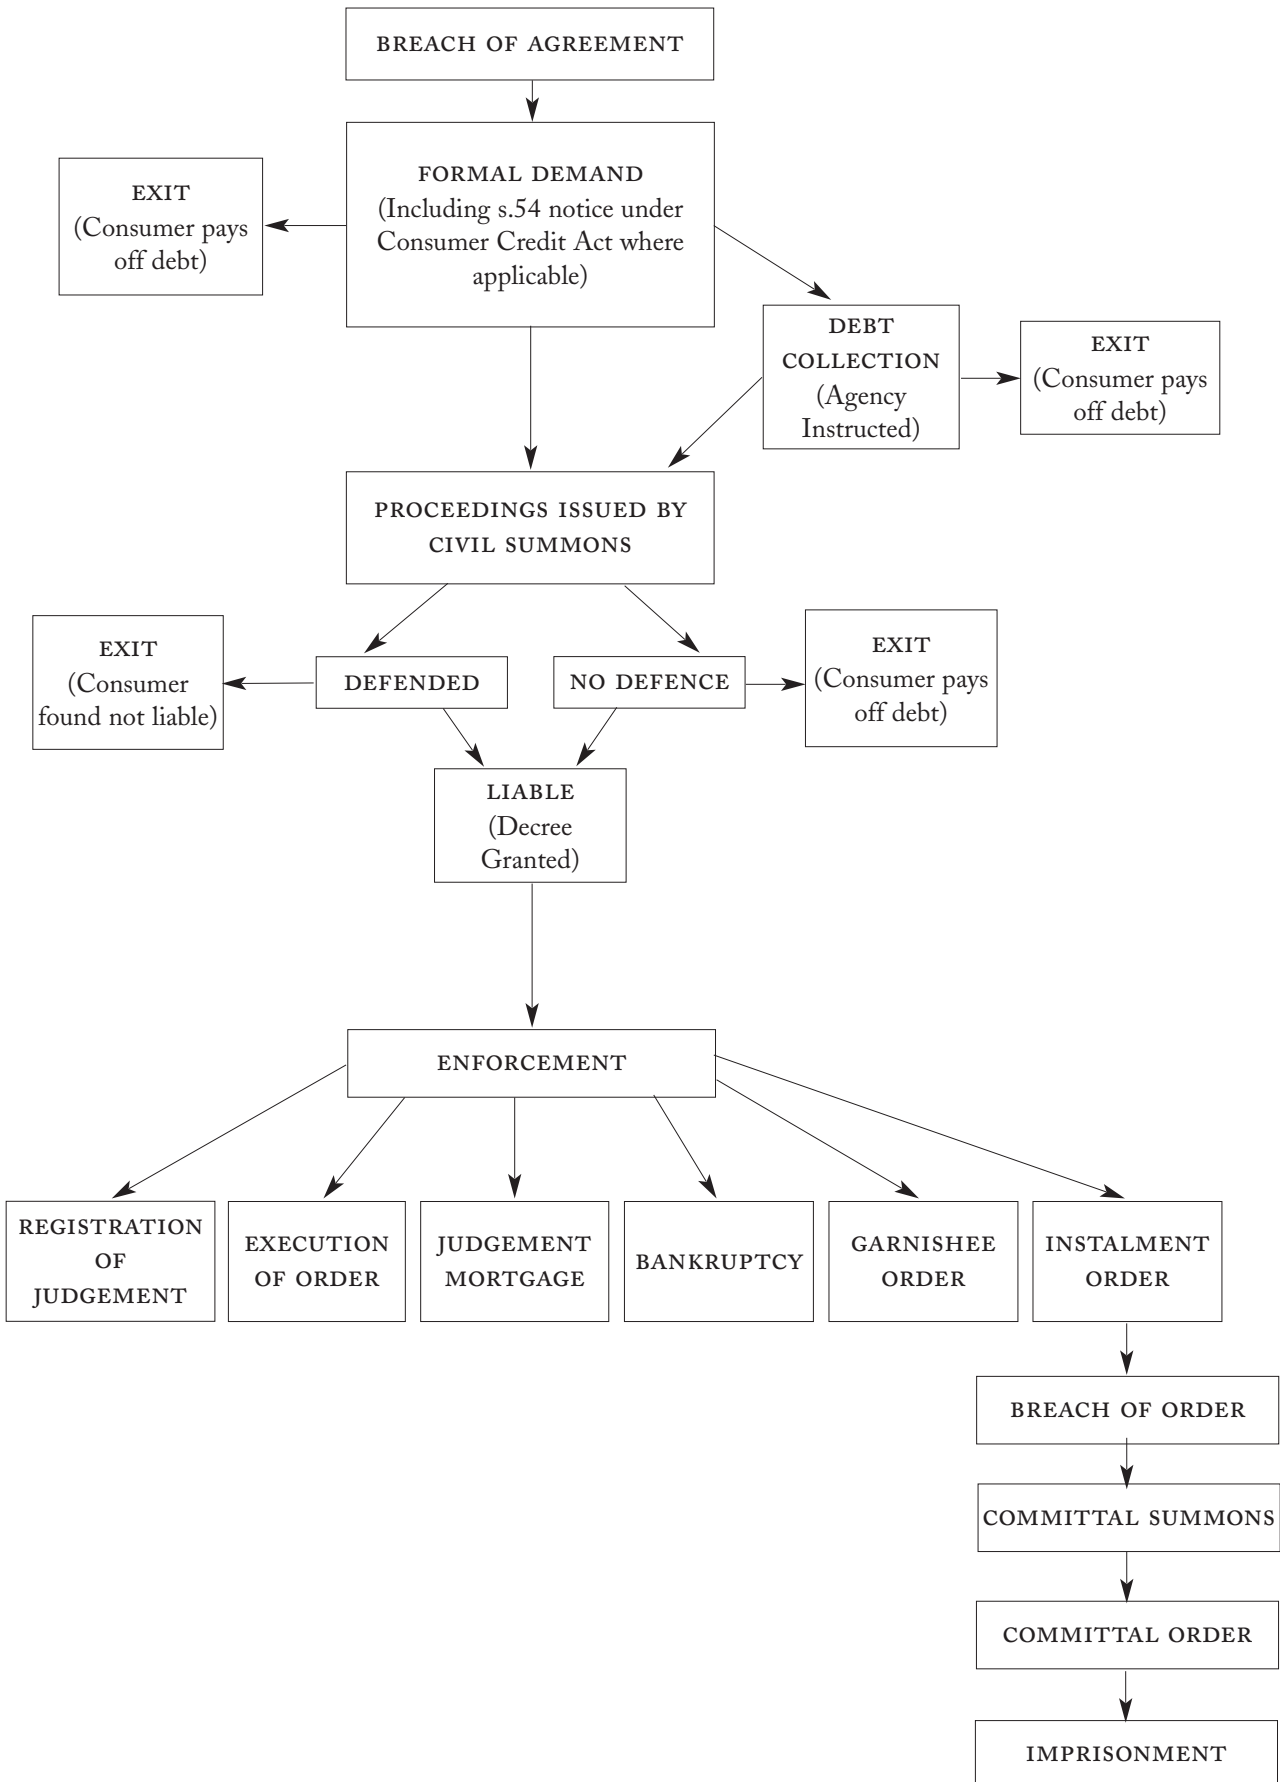 BREACH OF AGREEMENT
FORMAL DEMAND
(Including s.54 notice under
Consumer Credit Act where
applicable)
EXIT
(Consumer pays
off debt)
DEBT
COLLECTION
(Agency
Instructed)
EXIT
(Consumer pays
off debt)
PROCEEDINGS ISSUED BY
CIVIL SUMMONS
EXIT
(Consumer
found not liable)
DEFENDED
NO DEFENCE
EXIT
(Consumer pays
off debt)
LIABLE
(Decree
Granted)
ENFORCEMENT
REGISTRATION
OF
JUDGEMENT
EXECUTION
OF ORDER
JUDGEMENT
MORTGAGE
BANKRUPTCY
GARNISHEE
ORDER
INSTALMENT
ORDER
BREACH OF ORDER
COMMITTAL SUMMONS
COMMITTAL ORDER
IMPRISONMENT